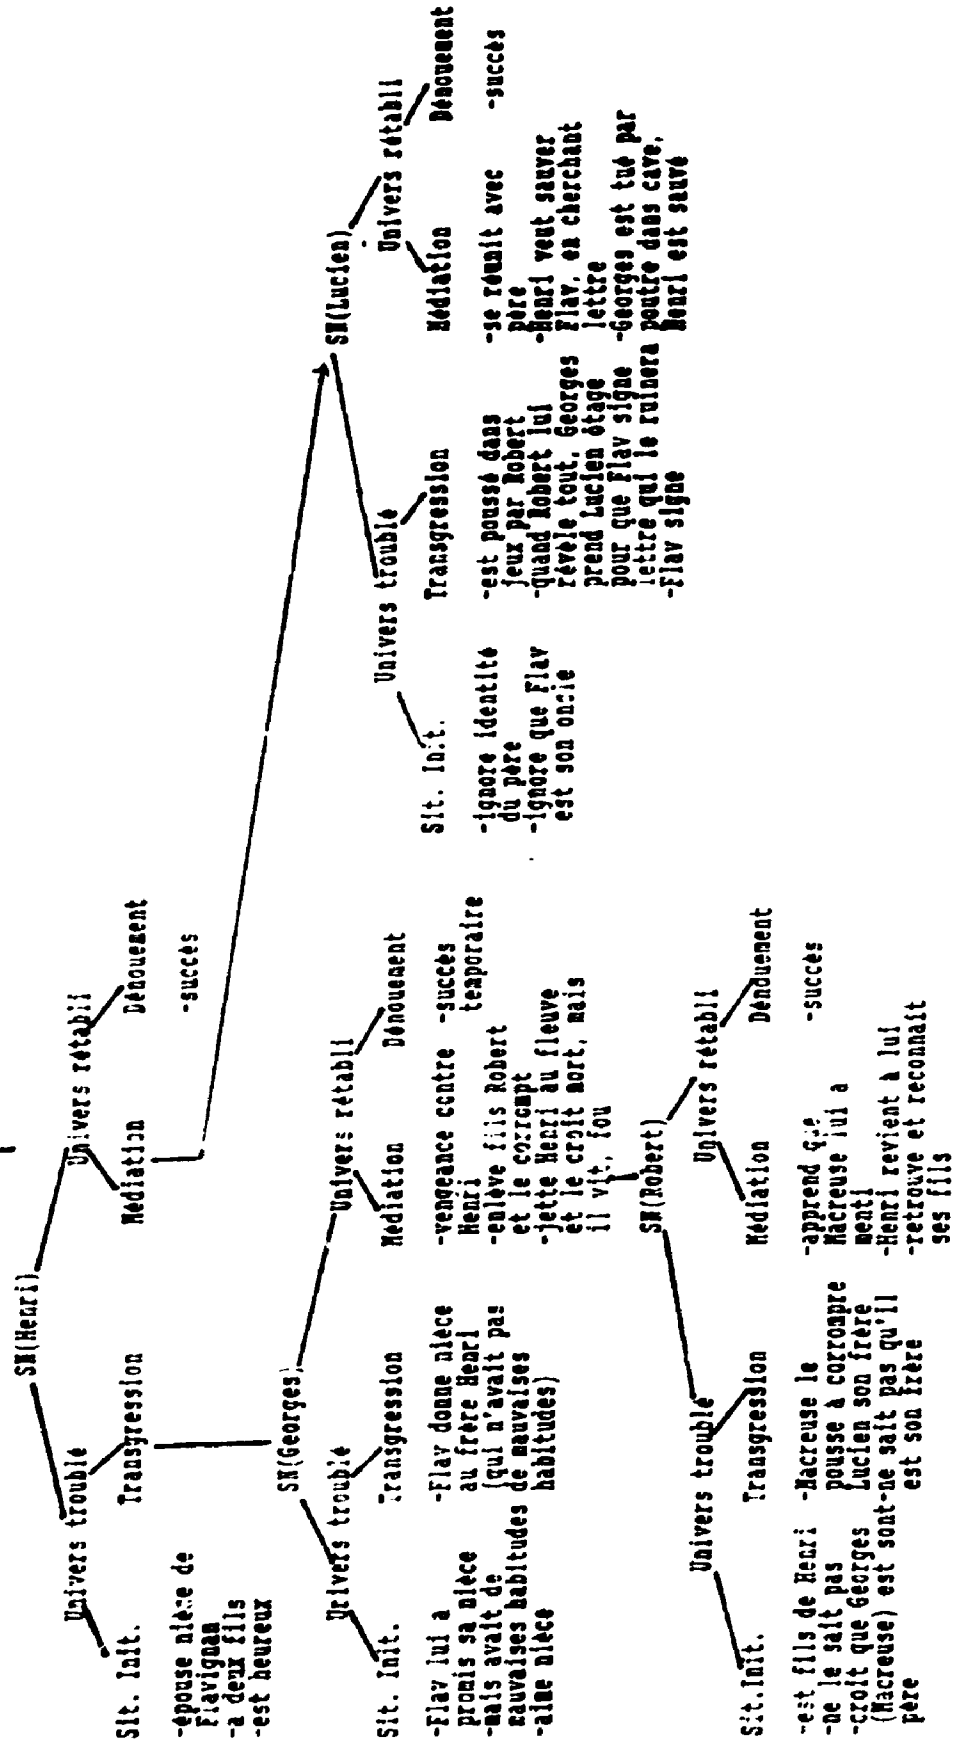 SN(Henri)
Univers troublé
Univers rétabli
Sit. Init.
Transgression
Médiation
Dénouement
-épouse nièce de
Flavignan
-a deux fils
-est heureux
-succès
SN(Georges)
Univers troublé
Univers rétabli
Sit. Init.
Transgression
Médiation
Dénouement
-Flav lui a
promis sa nièce
-mais avait de
mauvaises habitudes
-aime nièce
-Flav donne nièce
au frère Henri
(qui n'avait pas
de mauvaises
habitudes)
-vengeance contre
Henri
-enlève fils Robert
et le corrompt
-jette Henri au fleuve
et le croit mort, mais
il vit, fou
-succès
temporaire
SN(Robert)
Univers troublé
Univers rétabli
Sit.Init.
Transgression
Médiation
Dénouement
-est fils de Henri
-ne le sait pas
-croit que Georges
(Macreuse) est sont
père
-Macreuse le
pousse à corrompre
Lucien son frère
-ne sait pas qu'il
est son frère
-apprend que
Macreuse lui a
menti
-Henri revient à lui
-retrouve et reconnait
ses fils
-succès
SN(Lucien)
Univers troublé
Univers rétabli
Sit. Init.
Transgression
Médiation
Dénouement
-ignore identité
du père
-ignore que Flav
est son oncle
-est poussé dans
jeux par Robert
-quand Robert lui
révèle tout, Georges
prend Lucien ôtage
pour que Flav signe
lettre qui le ruinera
-Flav signe
-se réunit avec
père
-Henri veut sauver
Flav, en cherchant
lettre
-Georges est tué par
poutre dans cave,
Henri est sauvé
-succès